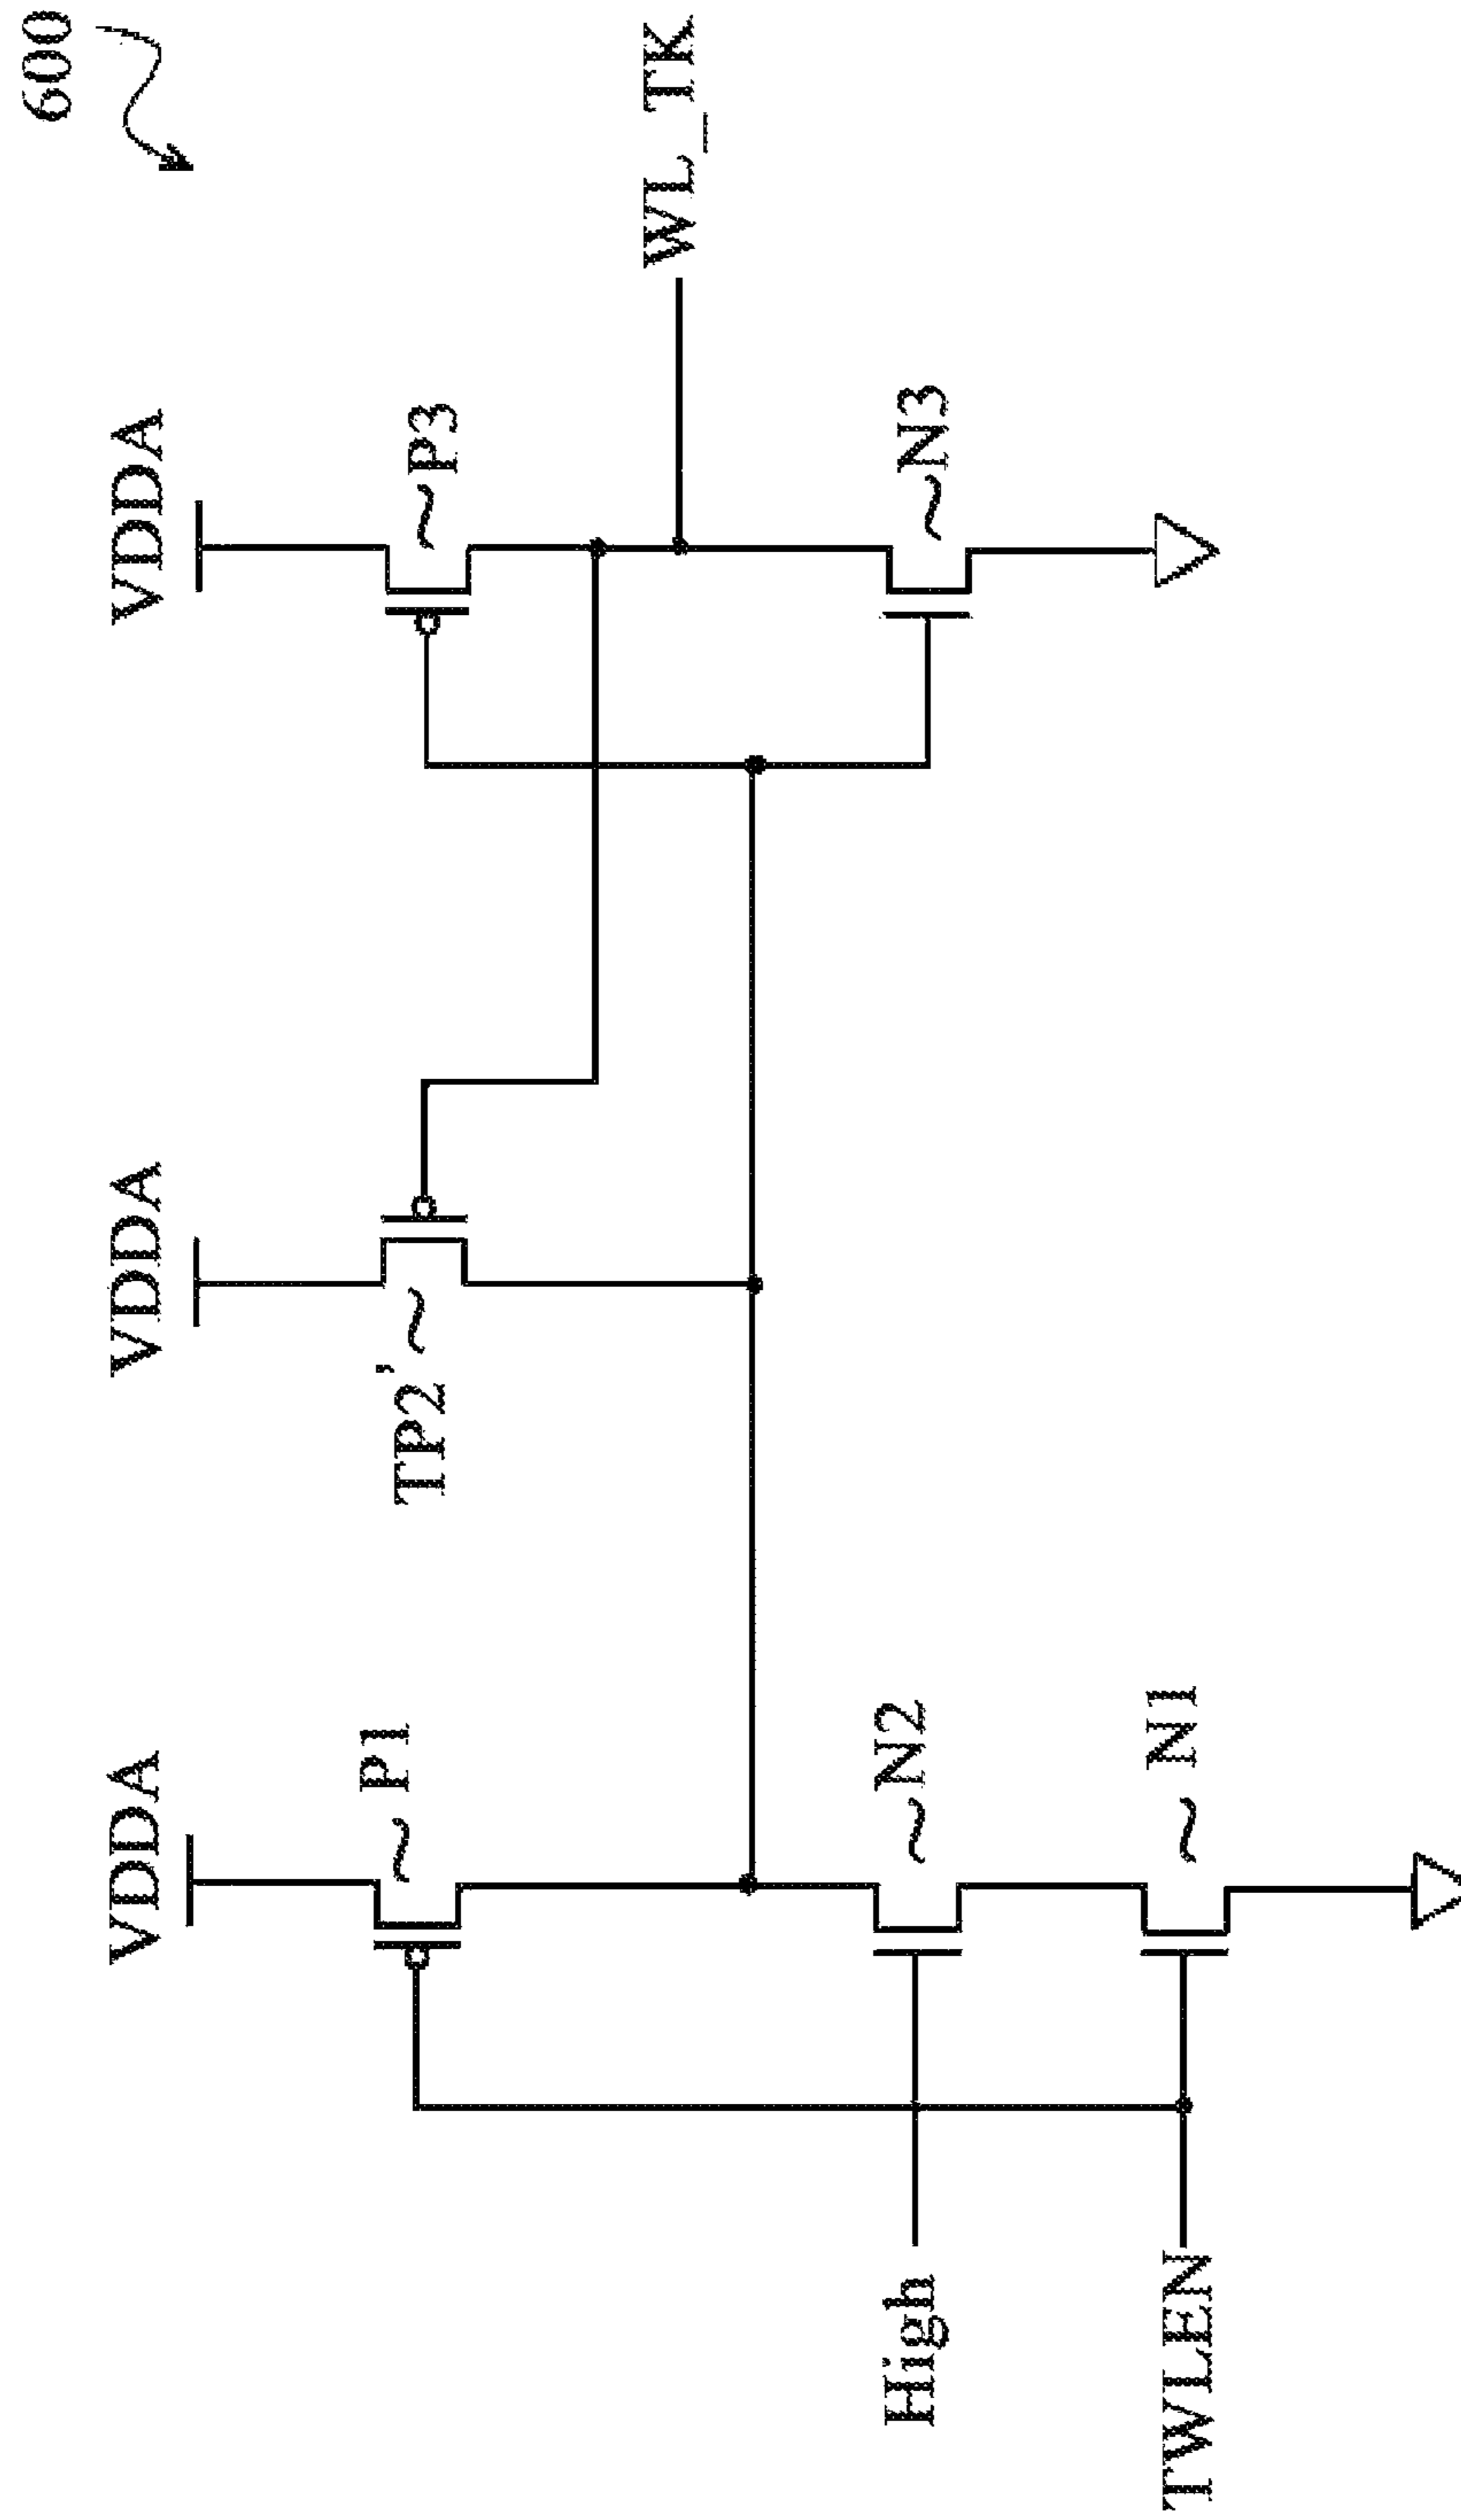 600
VDDA
VDDA
VDDA
P1
TP2'
P3
WL_TK
High
N2
N3
TWLEN
N1